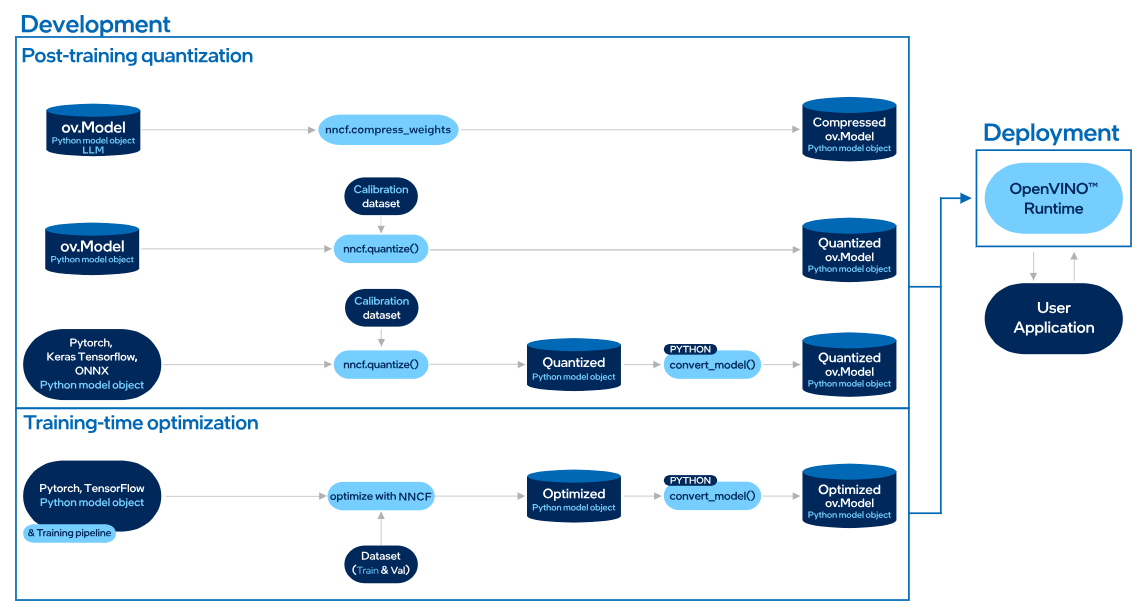 Development
Post-training quantization
ov.Model
Python model object
LLM
nncf.compress_weights
Compressed
ov.Model
Python model object
Calibration
dataset
ov.Model
Python model object
nncf.quantize()
Quantized
ov.Model
Python model object
Calibration
dataset
Pytorch,
Keras Tensorflow,
ONNX
Python model object
nncf.quantize()
Quantized
Python model object
PYTHON
convert_model()
Quantized
ov.Model
Python model object
Training-time optimization
Pytorch, TensorFlow
Python model object
& Training pipeline
optimize with NNCF
Dataset
(Train & Val)
Optimized
Python model object
PYTHON
convert_model()
Optimized
ov.Model
Python model object
Deployment
OpenVINO™
Runtime
User
Application